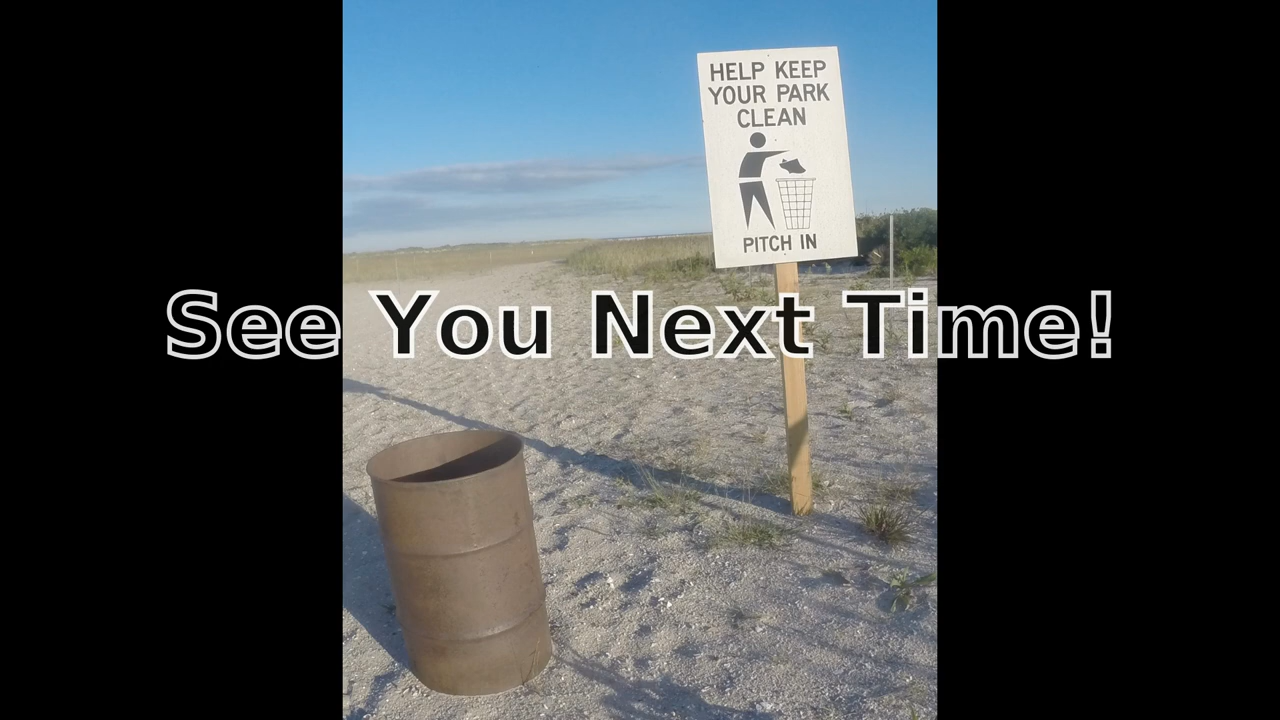 HELP KEEP
YOUR PARK
CLEAN
PITCH IN
See You Next Time!